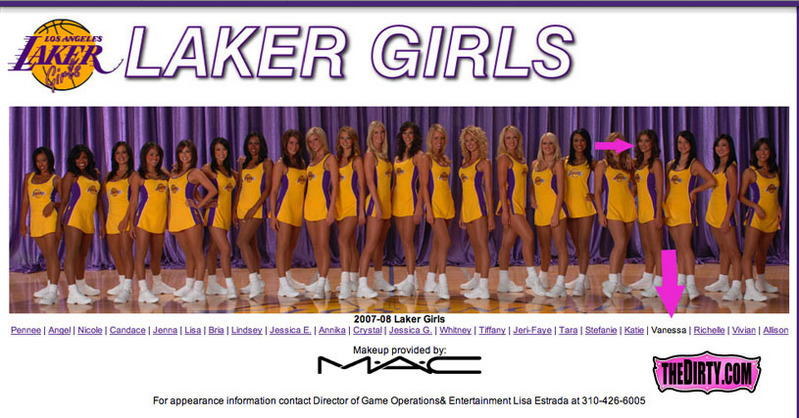 LOS ANGELES
LAKER
Girls
LAKER GIRLS
2007-08 Laker Girls
Pennee | Angel | Nicole | Candace | Jenna | Lisa | Bria | Lindsey | Jessica E. | Annika | Crystal | Jessica G. | Whitney | Tiffany | Jeri-Faye | Tara | Stefanie | Katie | Vanessa | Richelle | Vivian | Allison
Makeup provided by:
M·A·C
THEDIRTY.COM
For appearance information contact Director of Game Operations& Entertainment Lisa Estrada at 310-426-6005